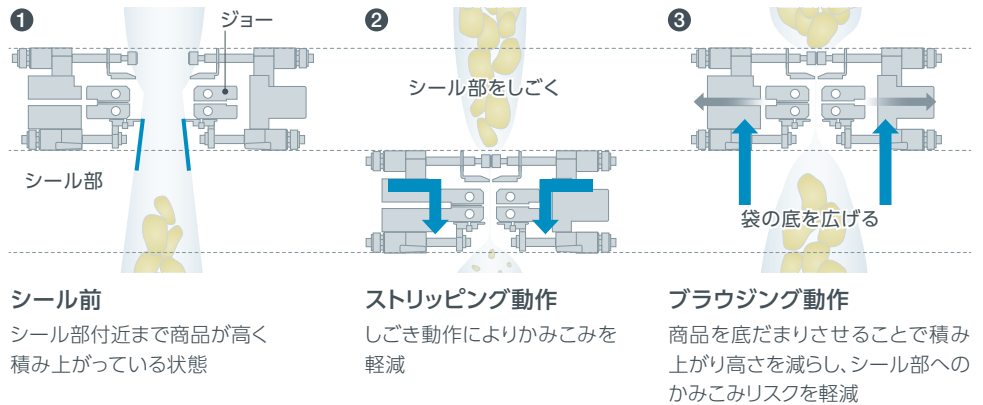 ❶
ジョー
シール部
シール前
シール部付近まで商品が高く
積み上がっている状態
❷
シール部をしごく
ストリッピング動作
しごき動作によりかみこみを
軽減
❸
袋の底を広げる
ブラウジング動作
商品を底だまりさせることで積み
上がり高さを減らし、シール部への
かみこみリスクを軽減